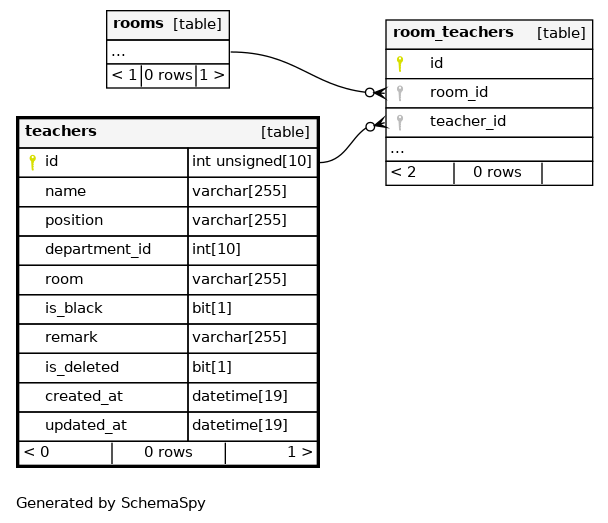 rooms [table]
...
< 1 0 rows 1 >
room_teachers [table]
id
room_id
teacher_id
...
< 2 0 rows
teachers [table]
id int unsigned[10]
name varchar[255]
position varchar[255]
department_id int[10]
room varchar[255]
is_black bit[1]
remark varchar[255]
is_deleted bit[1]
created_at datetime[19]
updated_at datetime[19]
< 0 0 rows 1 >
Generated by SchemaSpy